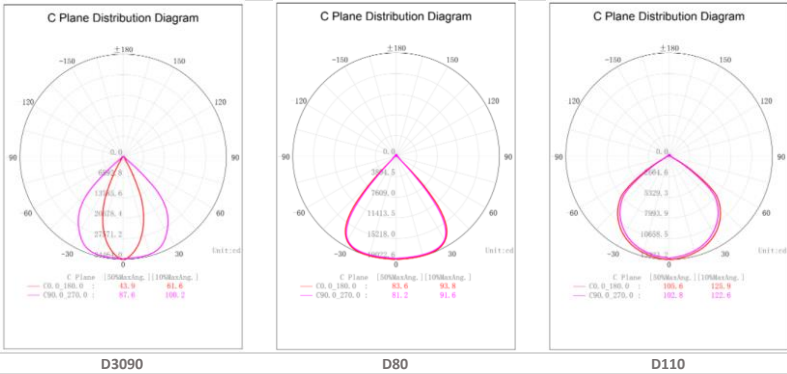 C Plane Distribution Diagram
±180
-150 150
120 120
90 90
0.0
-60 60
-30 30
0
Unit:cd
C Plane [50%MaxAng.][10%MaxAng.]
C0.0_180.0 : 43.9 61.6
C90.0_270.0 : 87.6 108.2
D3090
C Plane Distribution Diagram
±180
-150 150
120 120
90 90
0.0
7609.0
11413.5
15218.0
-60 60
-30 30
0
Unit:cd
C Plane [50%MaxAng.][10%MaxAng.]
C0.0_180.0 : 83.6 93.8
C90.0_270.0 : 81.2 91.6
D80
C Plane Distribution Diagram
±180
-150 150
120 120
90 90
0.0
5329.3
7993.9
10658.5
-60 60
-30 30
0
Unit:cd
C Plane [50%MaxAng.][10%MaxAng.]
C0.0_180.0 : 105.6 123.9
C90.0_270.0 : 102.8 122.6
D110